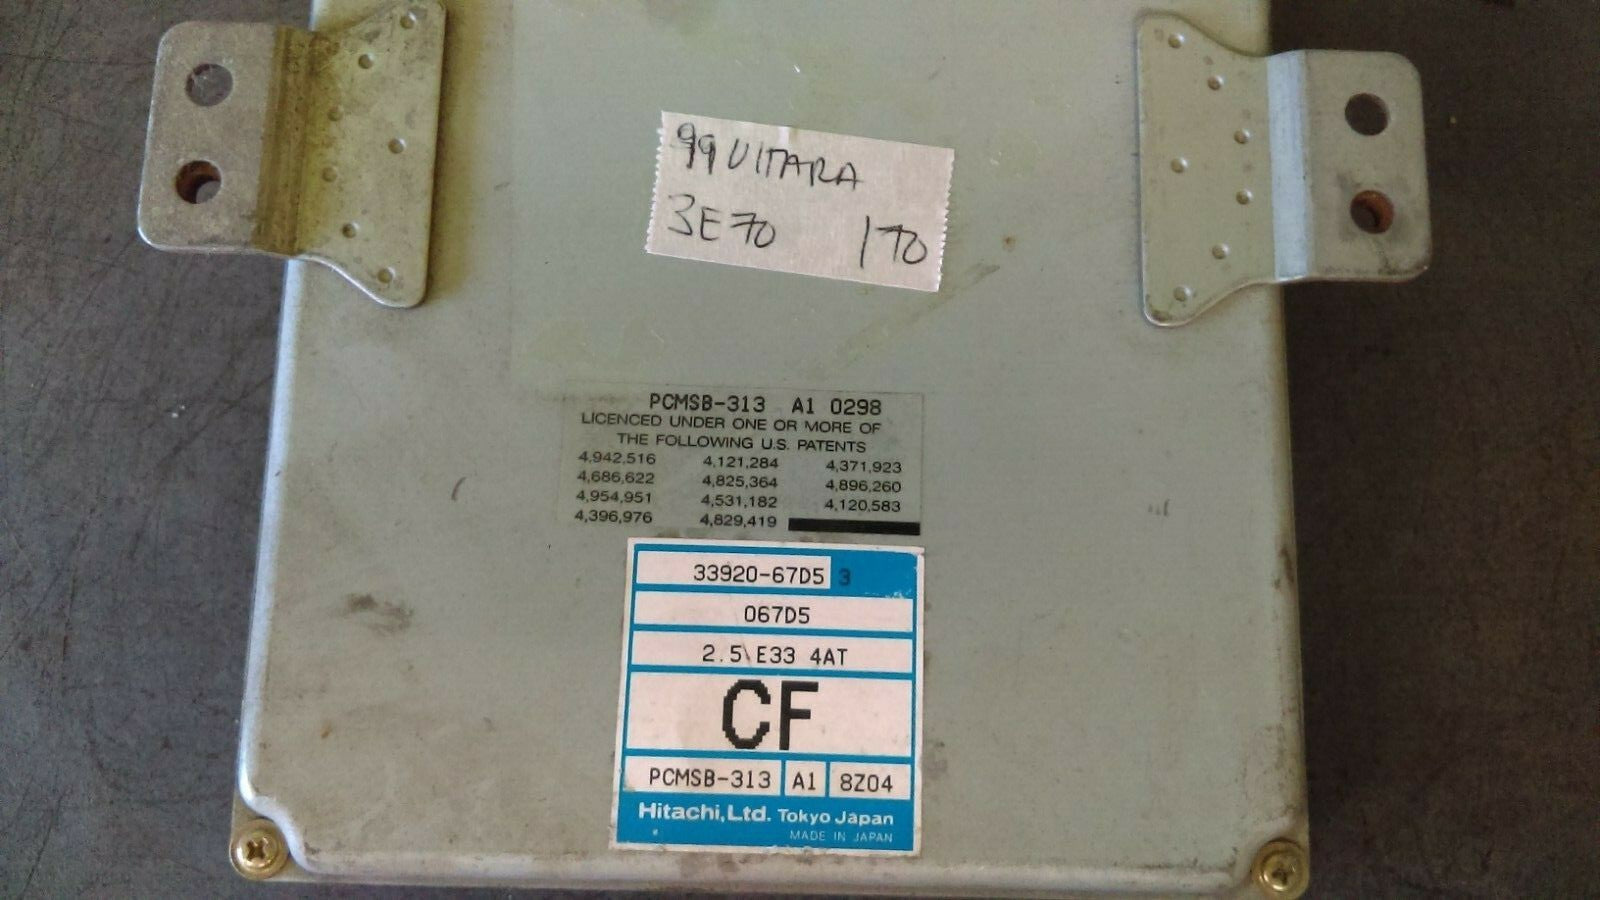 99 VITARA
3E70 170
PCMSB-313 A1 0298
LICENCED UNDER ONE OR MORE OF
THE FOLLOWING U.S. PATENTS
4,942,516 4,121,284 4,371,923
4,686,622 4,825,364 4,896,260
4,954,951 4,531,182 4,120,583
4,396,976 4,829,419
33920-67D5 3
067D5
2.5 E33 4AT
CF
PCMSB-313 A1 8Z04
Hitachi,Ltd. Tokyo Japan
MADE IN JAPAN